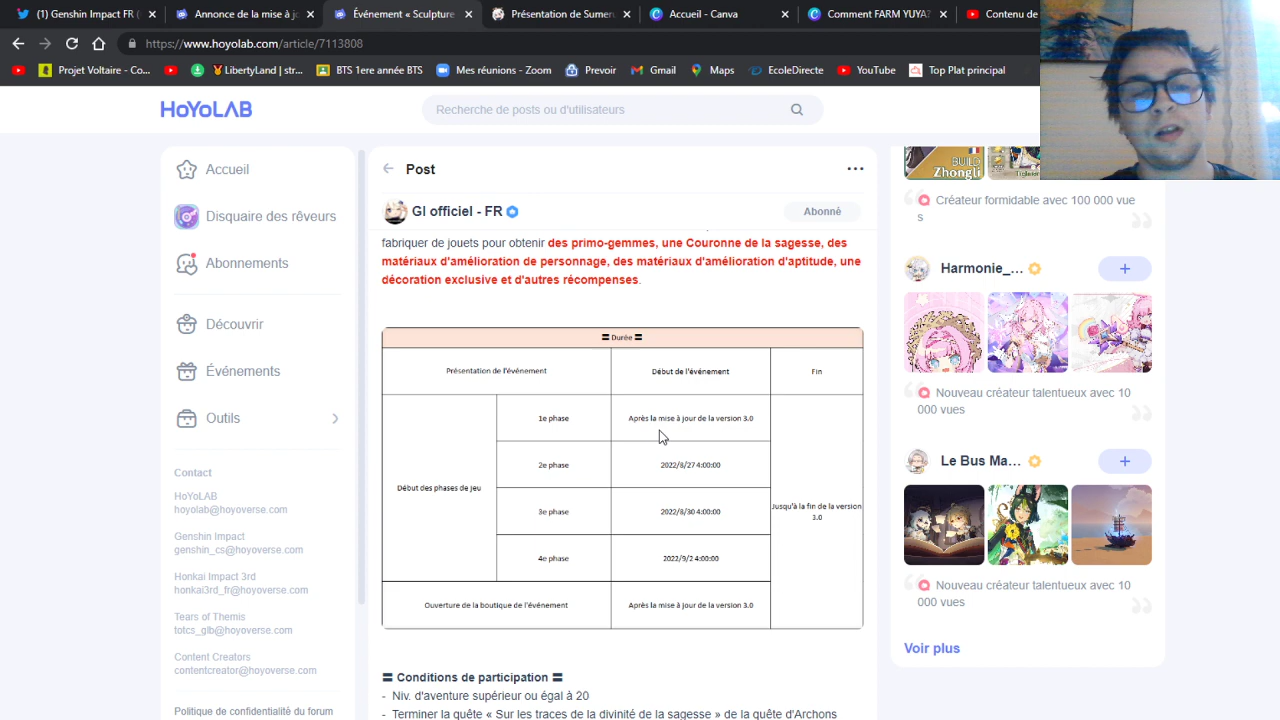 (1) Genshin Impact FR (
Annonce de la mise à jo
Événement « Sculpture
Présentation de Sumer
Accueil - Canva
Comment FARM YUYA?
Contenu de
https://www.hoyolab.com/article/7113808
Projet Voltaire - Co...
LibertyLand | str...
BTS 1ere année BTS
Mes réunions - Zoom
Prevoir
Gmail
Maps
EcoleDirecte
YouTube
Top Plat principal
HoYoLAB
Recherche de posts ou d'utilisateurs
Accueil
Disquaire des rêveurs
Abonnements
Découvrir
Événements
Outils
Contact
HoYoLAB
hoyolab@hoyoverse.com
Genshin Impact
genshin_cs@hoyoverse.com
Honkai Impact 3rd
honkai3rd_fr@hoyoverse.com
Tears of Themis
totcs_glb@hoyoverse.com
Content Creators
contentcreator@hoyoverse.com
Politique de confidentialité du forum
Post
GI officiel - FR
Abonné
fabriquer de jouets pour obtenir des primo-gemmes, une Couronne de la sagesse, des
matériaux d'amélioration de personnage, des matériaux d'amélioration d'aptitude, une
décoration exclusive et d'autres récompenses.
〓 Durée 〓
Présentation de l'événement
Début de l'événement
Fin
Début des phases de jeu
1e phase
Après la mise à jour de la version 3.0
2e phase
2022/8/27 4:00:00
3e phase
2022/8/30 4:00:00
4e phase
2022/9/2 4:00:00
Jusqu'à la fin de la version
3.0
Ouverture de la boutique de l'événement
Après la mise à jour de la version 3.0
〓 Conditions de participation 〓
- Niv. d'aventure supérieur ou égal à 20
- Terminer la quête « Sur les traces de la divinité de la sagesse » de la quête d'Archons
BUILD
Zhongli
Créateur formidable avec 100 000 vue
s
Harmonie_...
Nouveau créateur talentueux avec 10
000 vues
Le Bus Ma...
Nouveau créateur talentueux avec 10
000 vues
Voir plus